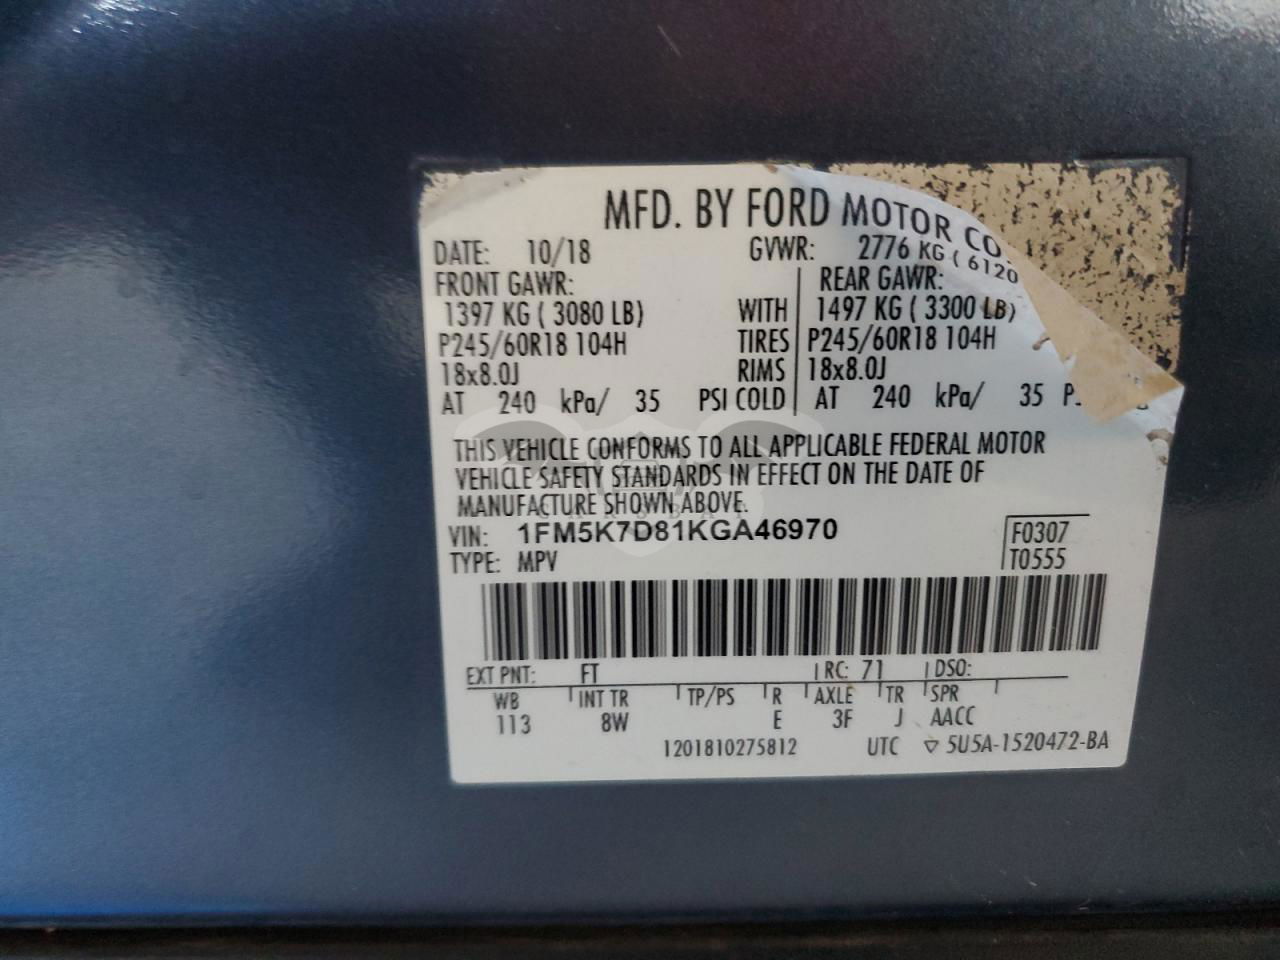 MFD. BY FORD MOTOR CO.
DATE: 10/18 GVWR: 2776 KG ( 6120
FRONT GAWR: REAR GAWR:
1397 KG ( 3080 LB) WITH 1497 KG ( 3300 LB)
P245/60R18 104H TIRES P245/60R18 104H
18x8.0J RIMS 18x8.0J
AT 240 kPa/ 35 PSI COLD AT 240 kPa/ 35
THIS VEHICLE CONFORMS TO ALL APPLICABLE FEDERAL MOTOR
VEHICLE SAFETY STANDARDS IN EFFECT ON THE DATE OF
MANUFACTURE SHOWN ABOVE.
VIN: 1FM5K7D81KGA46970 F0307
TYPE: MPV T0555
EXT PNT: FT RC: 71 DSO:
WB INT TR TP/PS R AXLE TR SPR
113 8W E 3F J AACC
1201810275812 UTC ▽ 5U5A-1520472-BA